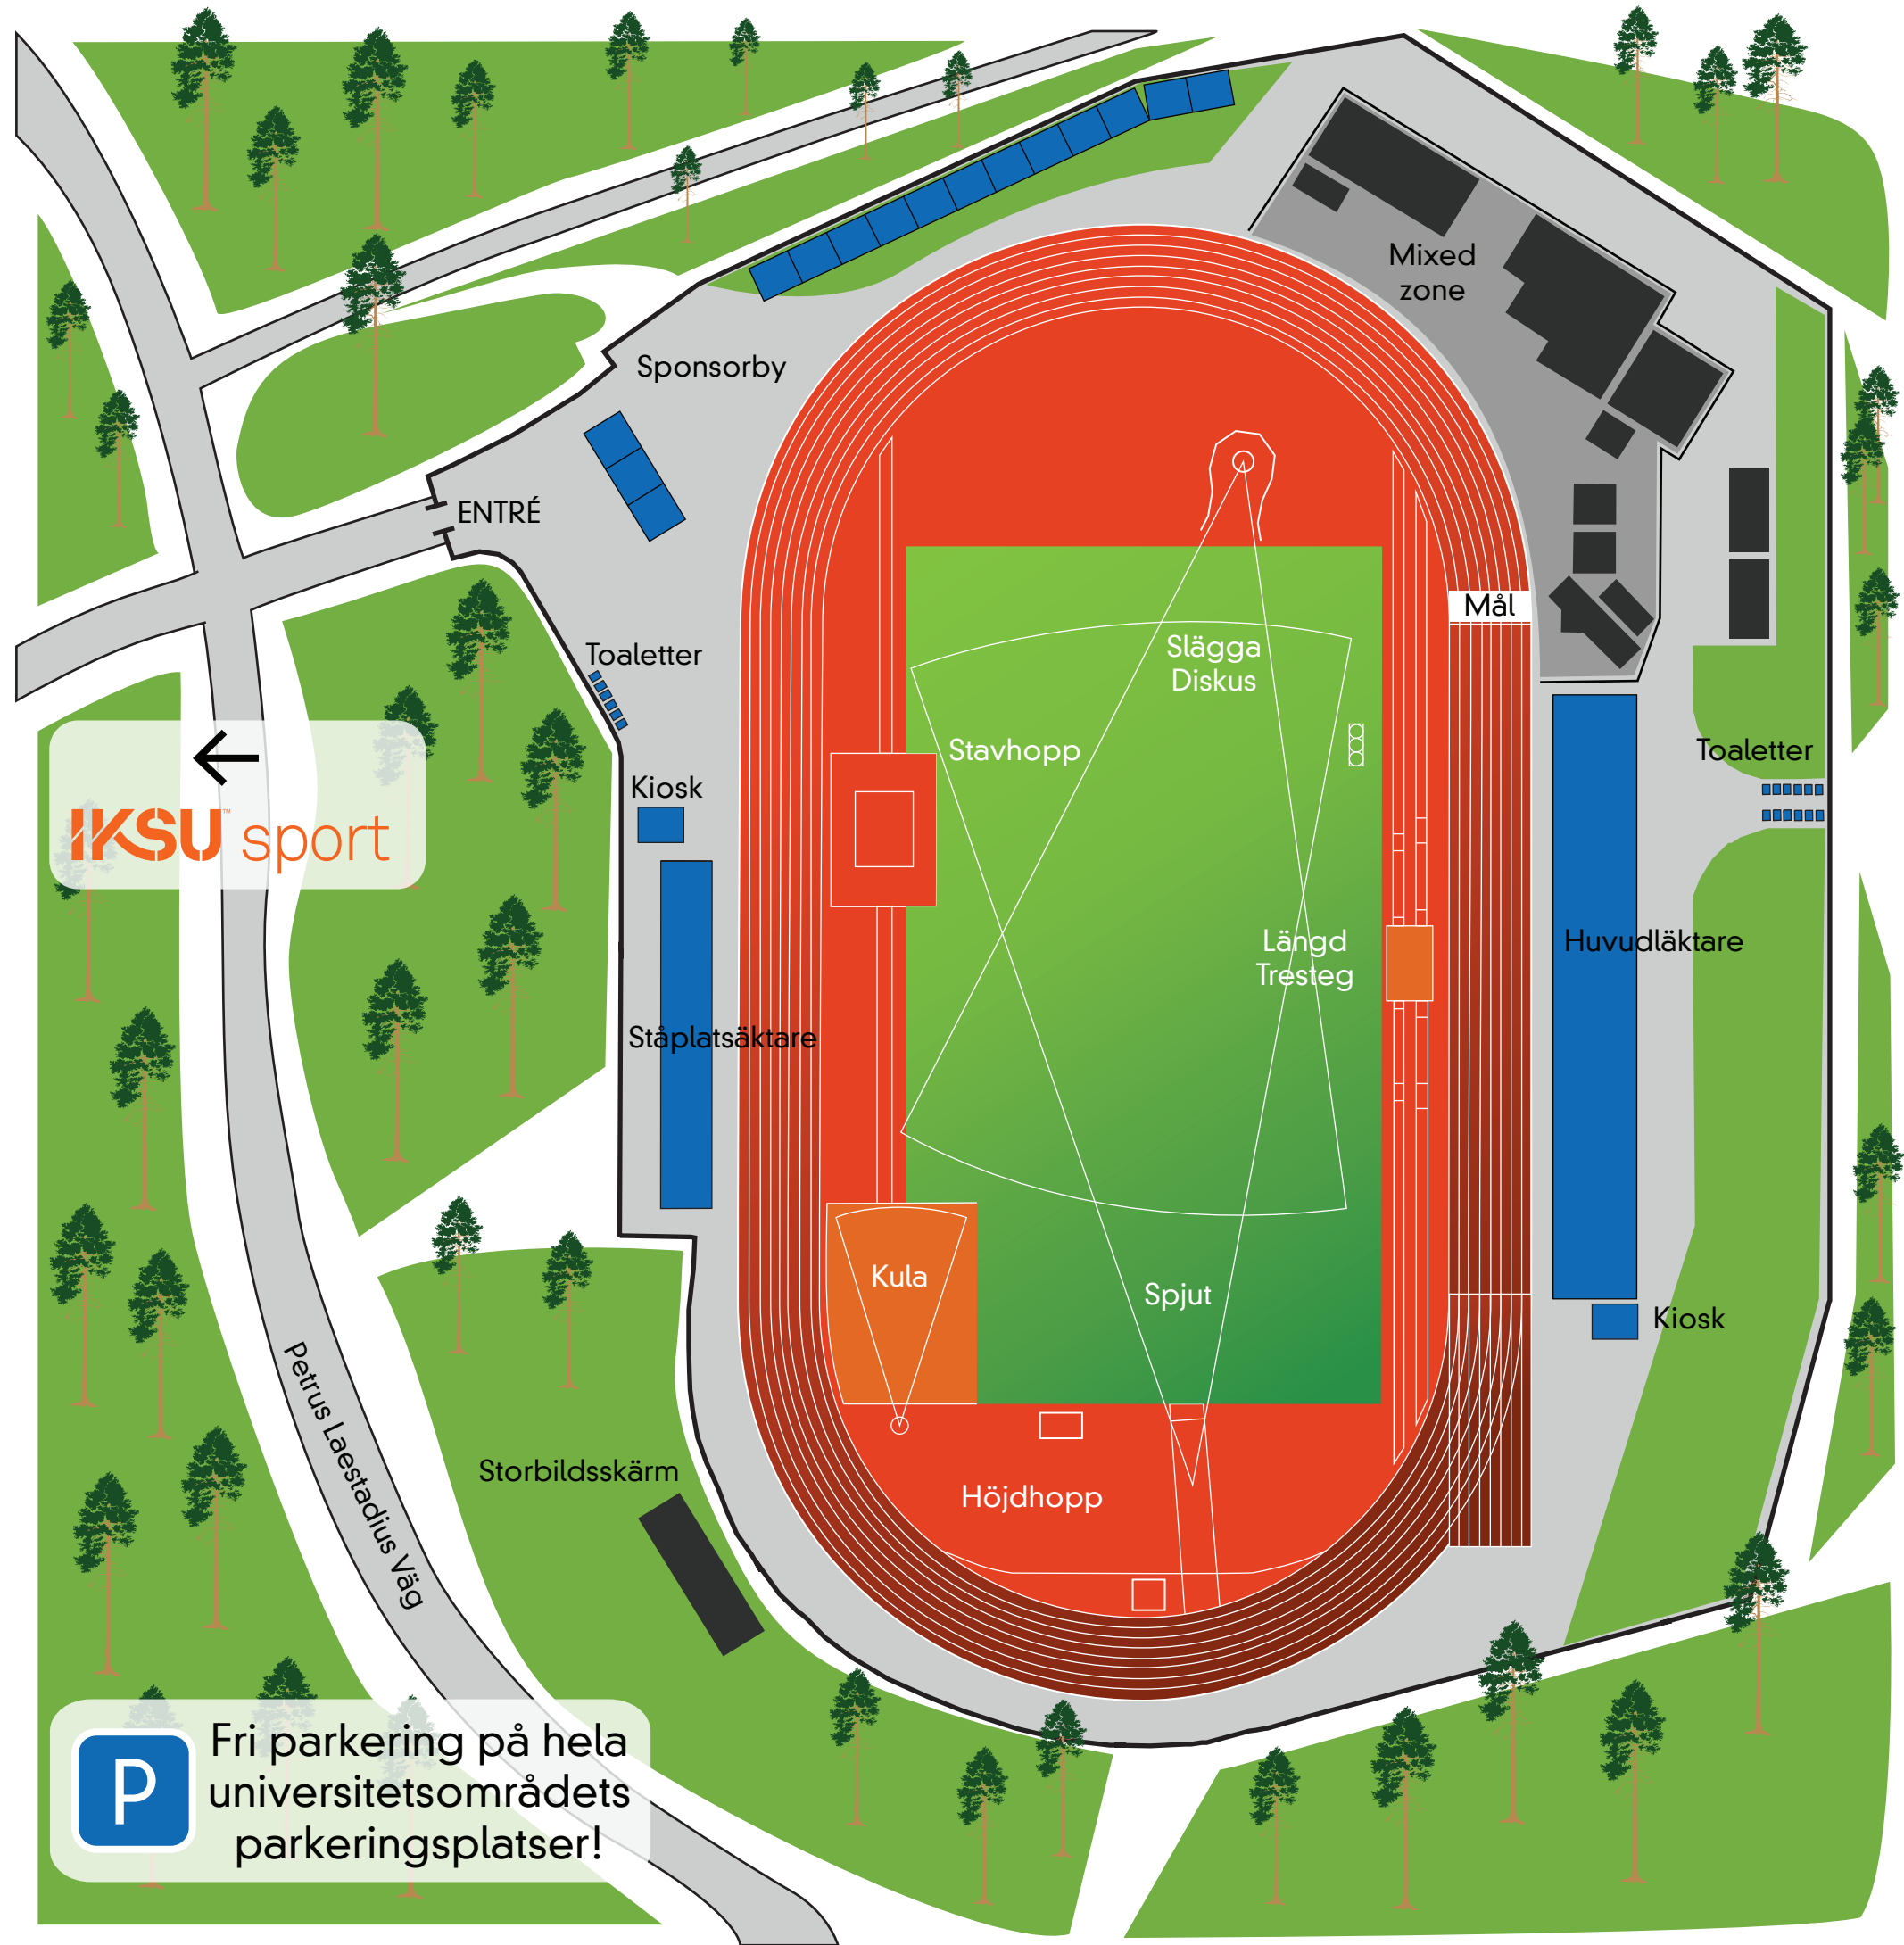 Mixed
zone
Sponsorby
ENTRÉ
Mål
Slägga
Diskus
Toaletter
Stavhopp
Toaletter
Kiosk
IKSU™ sport
Längd
Tresteg
Huvudläktare
Ståplatsäktare
Kula
Spjut
Kiosk
Petrus Laestadius Väg
Storbildsskärm
Höjdhopp
P
Fri parkering på hela
universitetsområdets
parkeringsplatser!